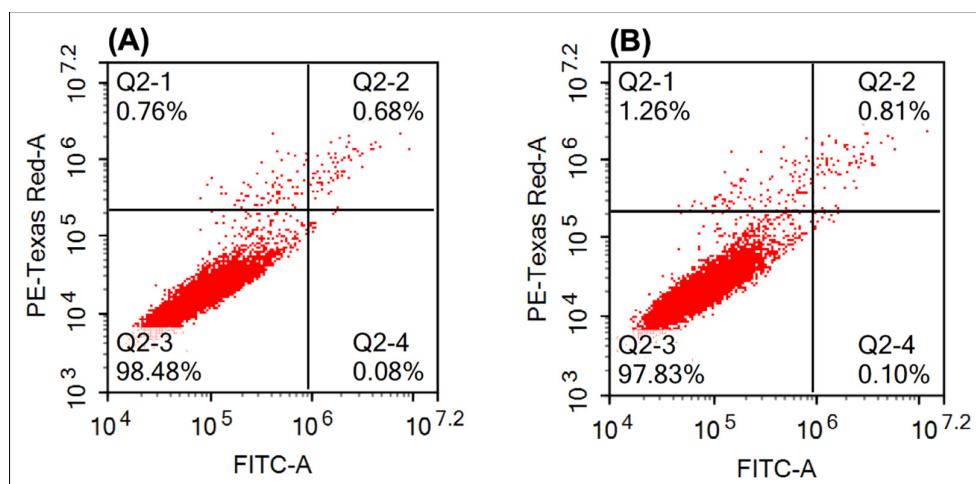 (A)
Q2-1
0.76%
Q2-2
0.68%
Q2-3
98.48%
Q2-4
0.08%
PE-Texas Red-A
10^7.2
10^6
10^5
10^4
10^3
10^4
10^5
10^6
10^7.2
FITC-A
(B)
Q2-1
1.26%
Q2-2
0.81%
Q2-3
97.83%
Q2-4
0.10%
PE-Texas Red-A
10^7.2
10^6
10^5
10^4
10^3
10^4
10^5
10^6
10^7.2
FITC-A